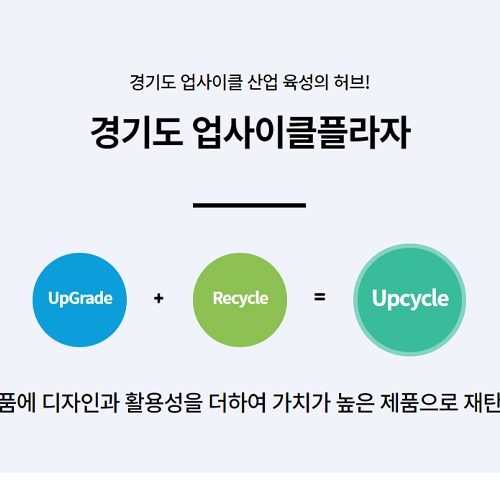 경기도 업사이클 산업 육성의 허브!
경기도 업사이클플라자
UpGrade + Recycle = Upcycle
품에 디자인과 활용성을 더하여 가치가 높은 제품으로 재탄